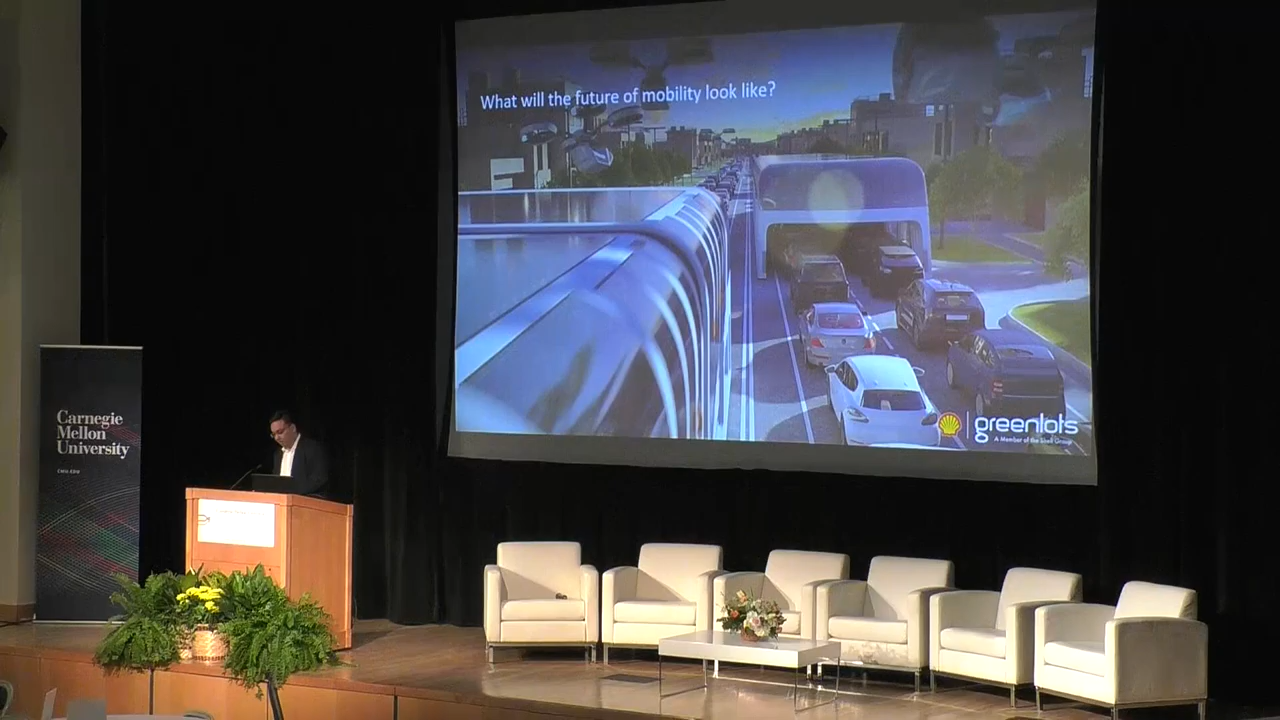 What will the future of mobility look like?
greenlots
A Member of the Shell Group
Carnegie
Mellon
University